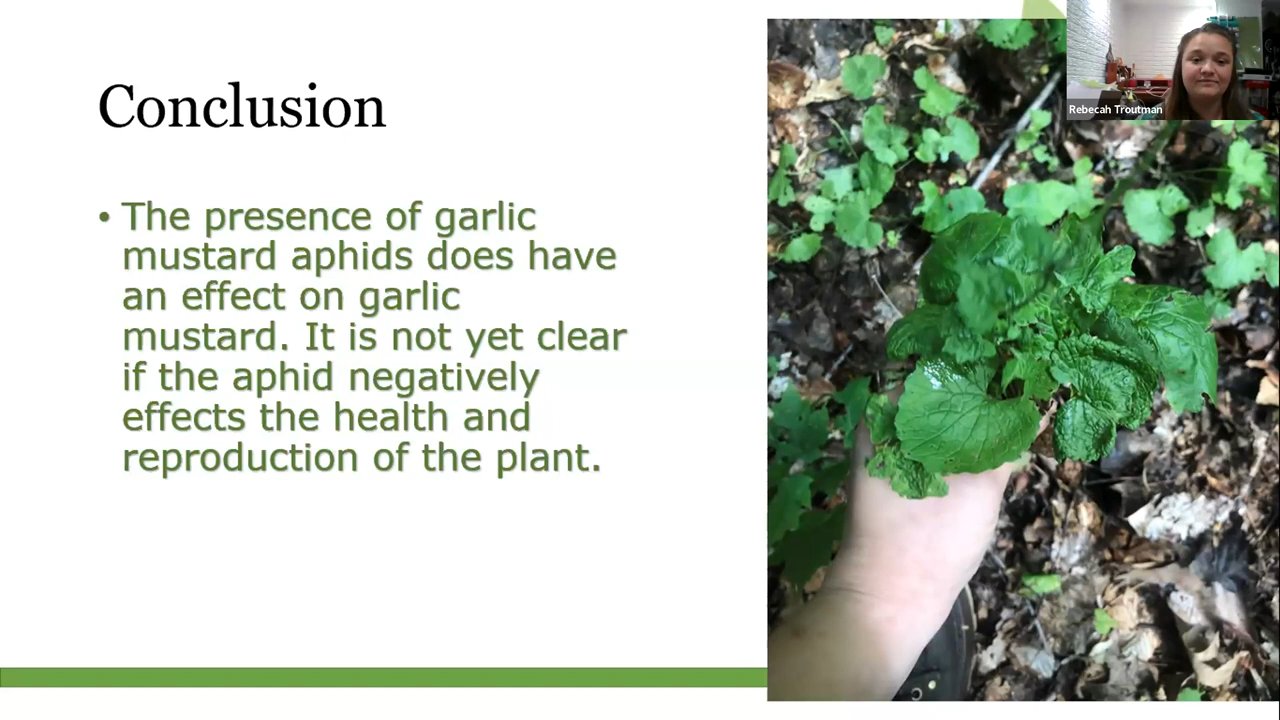 Conclusion
• The presence of garlic
mustard aphids does have
an effect on garlic
mustard. It is not yet clear
if the aphid negatively
effects the health and
reproduction of the plant.
Rebecah Troutman